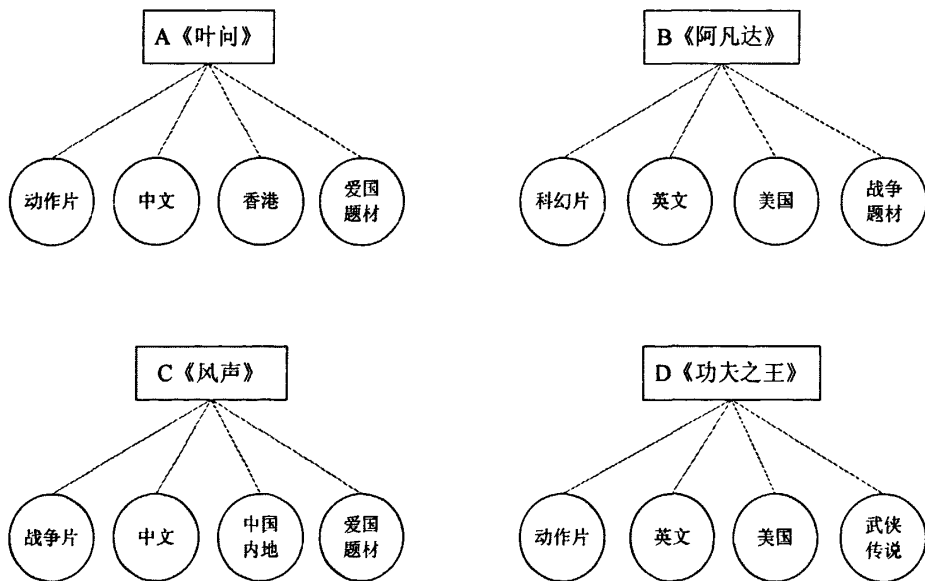 A《叶问》
B《阿凡达》
动作片
中文
香港
爱国
题材
科幻片
英文
美国
战争
题材
C《风声》
D《功夫之王》
战争片
中文
中国
内地
爱国
题材
动作片
英文
美国
武侠
传说